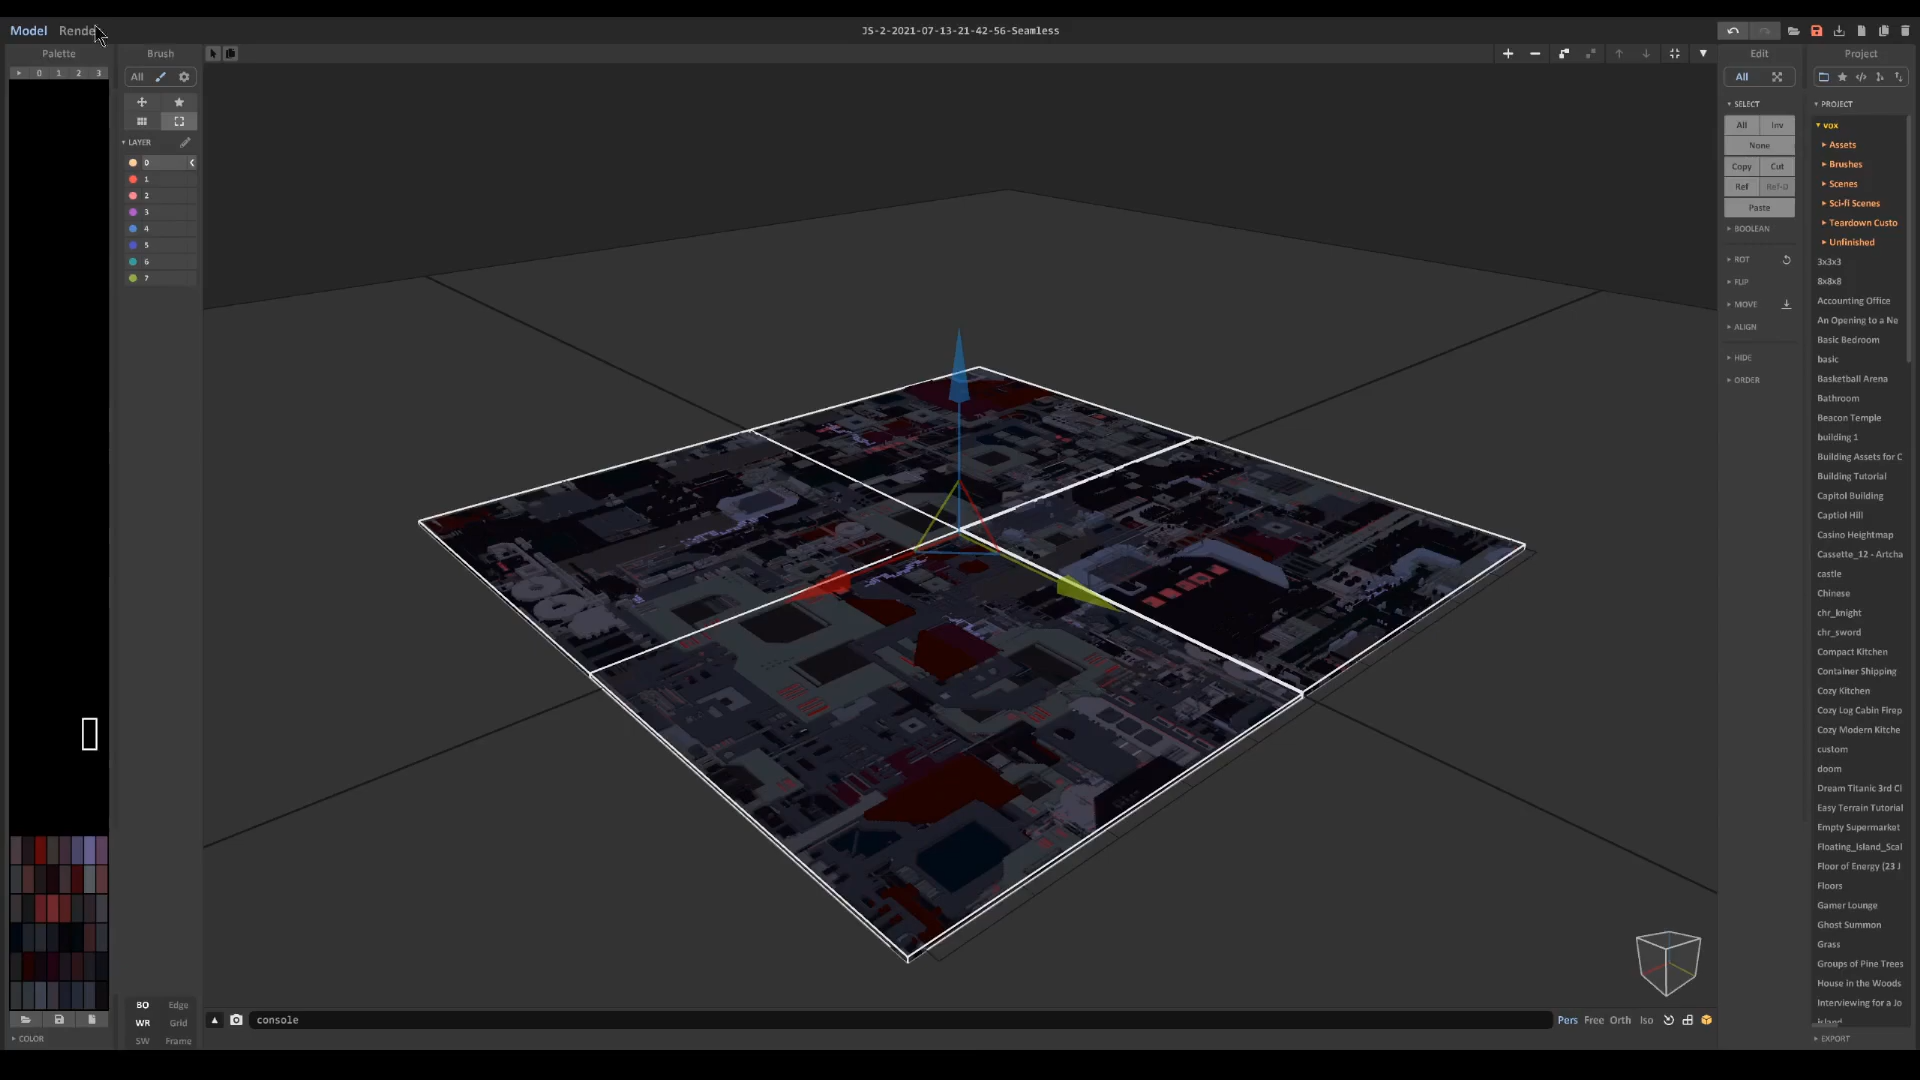 Model
JS-2-2021-07-13-21-42-56-Seamless
Palette
Brush
Edit
Project
0 1 2 3
All
All
LAYER
0
1
2
3
4
5
6
7
SELECT
All Inv
None
Copy Cut
Ref Ref-D
Paste
BOOLEAN
ROT
FLIP
MOVE
ALIGN
HIDE
ORDER
PROJECT
vox
Assets
Brushes
Scenes
Sci-fi Scenes
Teardown Custo
Unfinished
3x3x3
8x8x8
Accounting Office
An Opening to a Ne
Basic Bedroom
basic
Basketball Arena
Bathroom
Beacon Temple
building 1
Building Assets for C
Building Tutorial
Capitol Building
Captiol Hill
Casino Heightmap
Cassette_12 - Artcha
castle
Chinese
chr_knight
chr_sword
Compact Kitchen
Container Shipping
Cozy Kitchen
Cozy Log Cabin Firep
Cozy Modern Kitche
custom
doom
Dream Titanic 3rd Cl
Easy Terrain Tutorial
Empty Supermarket
Floating_Island_Scal
Floor of Energy (23 J
Floors
Gamer Lounge
Ghost Summon
Grass
Groups of Pine Trees
House in the Woods
Interviewing for a Jo
EXPORT
BO Edge
WR Grid
SW Frame
COLOR
console
Pers Free Orth Iso